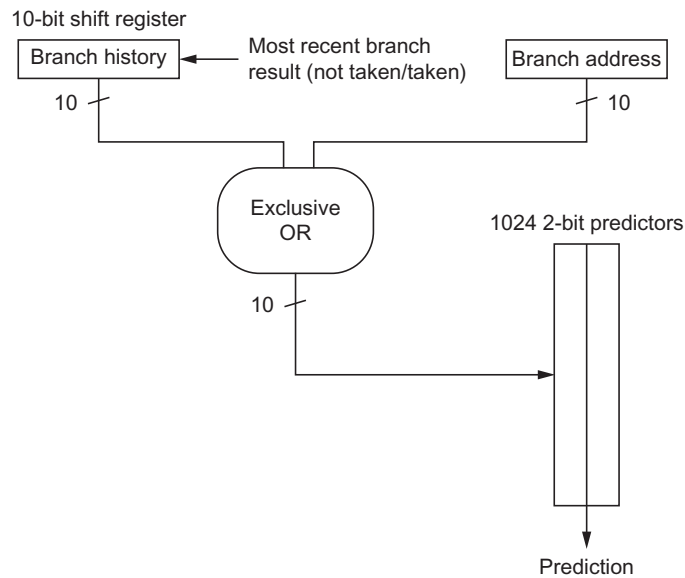 10-bit shift register
Branch history
Most recent branch
result (not taken/taken)
Branch address
10
10
Exclusive
OR
1024 2-bit predictors
10
Prediction